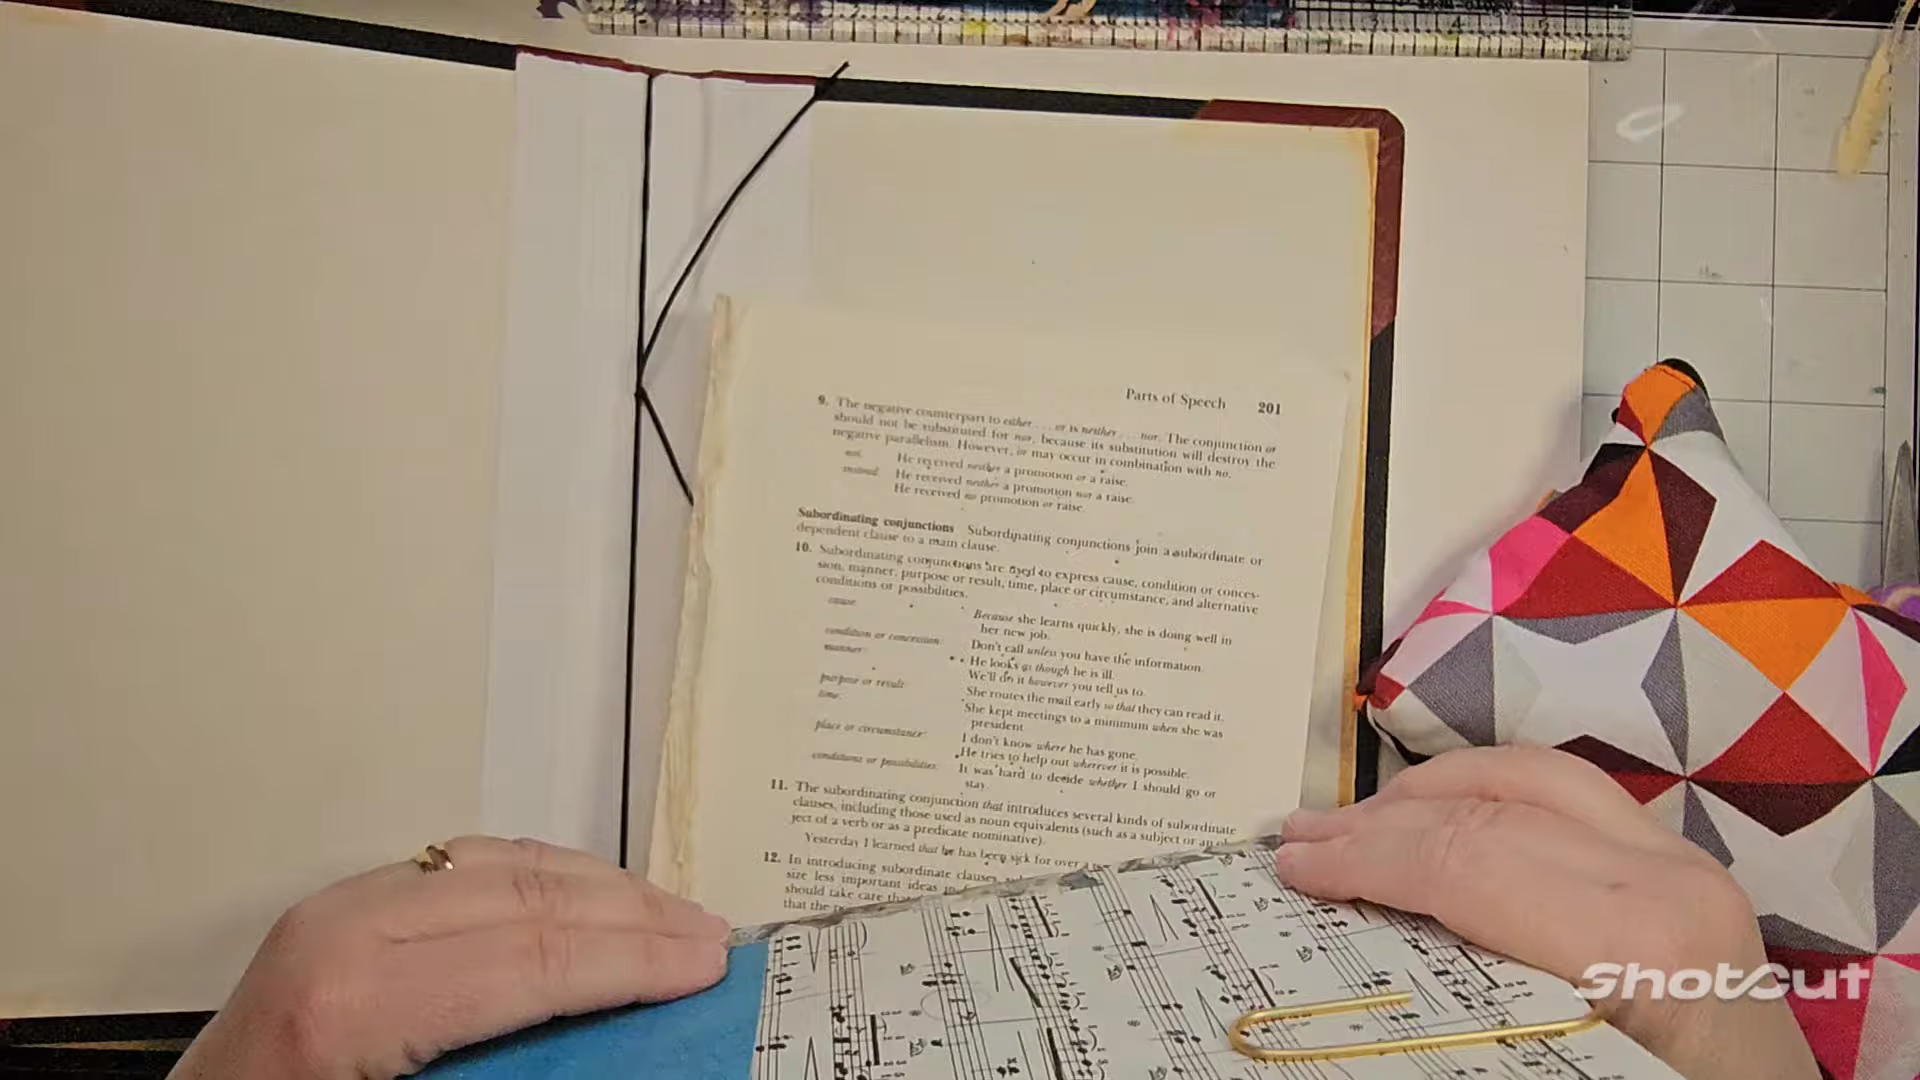 Parts of Speech 201
9. The negative counterpart to either . . . or is neither . . . nor. The conjunction or
should not be substituted for nor, because its substitution will destroy the
negative parallelism. However, or may occur in combination with no.
not: He received neither a promotion or a raise.
instead: He received neither a promotion nor a raise.
He received no promotion or raise.
Subordinating conjunctions Subordinating conjunctions join a subordinate or
dependent clause to a main clause.
10. Subordinating conjunctions are used to express cause, condition or conces-
sion, manner, purpose or result, time, place or circumstance, and alternative
conditions or possibilities.
cause: Because she learns quickly, she is doing well in
her new job.
condition or concession: Don't call unless you have the information.
manner: He looks as though he is ill.
We'll do it however you tell us to.
purpose or result: She routes the mail early so that they can read it.
time: She kept meetings to a minimum when she was
president
place or circumstance: I don't know where he has gone.
He tries to help out wherever it is possible.
conditions or possibilities: It was hard to decide whether I should go or
stay.
11. The subordinating conjunction that introduces several kinds of subordinate
clauses, including those used as noun equivalents (such as a subject or an
ject of a verb or as a predicate nominative).
Yesterday I learned that he has been sick for over a
12. In introducing subordinate clauses,
size less important ideas in
should take care that
that the
ShotCut